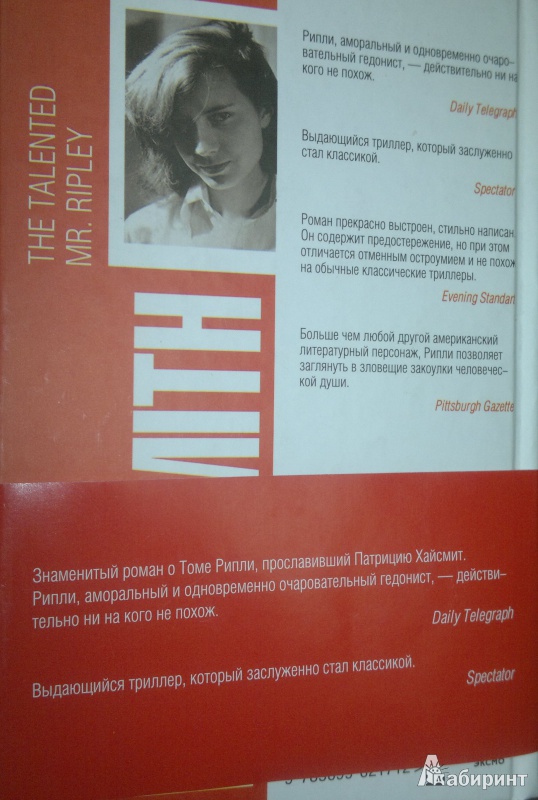 THE TALENTED
MR. RIPLEY
Рипли, аморальный и одновременно очаро-
вательный гедонист, — действительно ни на
кого не похож.
Daily Telegraph
Выдающийся триллер, который заслуженно
стал классикой.
Spectator
Роман прекрасно выстроен, стильно написан.
Он содержит предостережение, но при этом
отличается отменным остроумием и не похож
на обычные классические триллеры.
Evening Standar
Больше чем любой другой американский
литературный персонаж, Рипли позволяет
заглянуть в зловещие закоулки человечес-
кой души.
Pittsburgh Gazette
Знаменитый роман о Томе Рипли, прославивший Патрицию Хайсмит.
Рипли, аморальный и одновременно очаровательный гедонист, — действи-
тельно ни на кого не похож.
Daily Telegraph
Выдающийся триллер, который заслуженно стал классикой.
Spectator
эксмо
Лабиринт